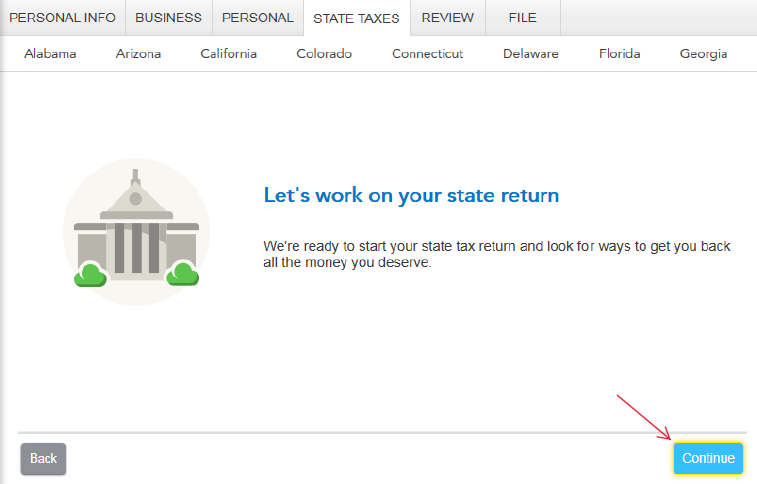 PERSONAL INFO BUSINESS PERSONAL STATE TAXES REVIEW FILE
Alabama Arizona California Colorado Connecticut Delaware Florida Georgia
Let's work on your state return
We're ready to start your state tax return and look for ways to get you back
all the money you deserve.
Back Continue